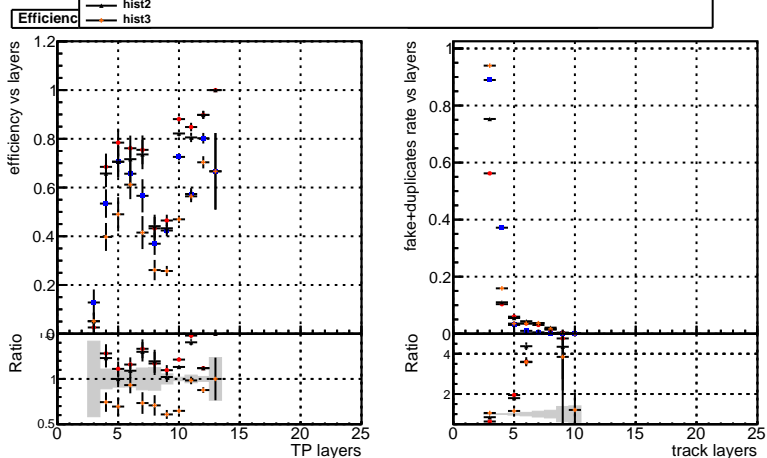 hist2
hist3
Efficienc
efficiency vs layers
1.2
1
0.8
0.6
0.4
0.2
0
Ratio
1
0.5
0 5 10 15 20 25
TP layers
fake+duplicates rate vs layers
1
0.8
0.6
0.4
0.2
0
Ratio
4
2
0 5 10 15 20 25
track layers